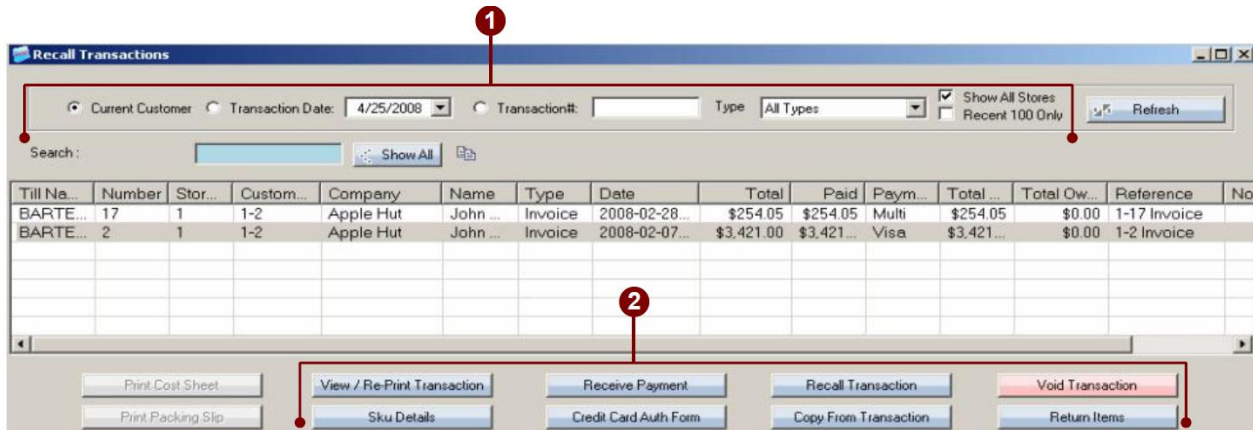 1
Recall Transactions
Current Customer Transaction Date: 4/25/2008 Transaction#: Type All Types Show All Stores Refresh
Recent 100 Only
Search : Show All
Till Na... Number Stor... Custom... Company Name Type Date Total Paid Paym... Total ... Total Ow... Reference No
BARTE... 17 1 1-2 Apple Hut John ... Invoice 2008-02-28... $254.05 $254.05 Multi $254.05 $0.00 1-17 Invoice
BARTE... 2 1 1-2 Apple Hut John ... Invoice 2008-02-07... $3,421.00 $3,421... Visa $3,421... $0.00 1-2 Invoice
2
Print Cost Sheet View / Re-Print Transaction Receive Payment Recall Transaction Void Transaction
Print Packing Slip Sku Details Credit Card Auth Form Copy From Transaction Return Items